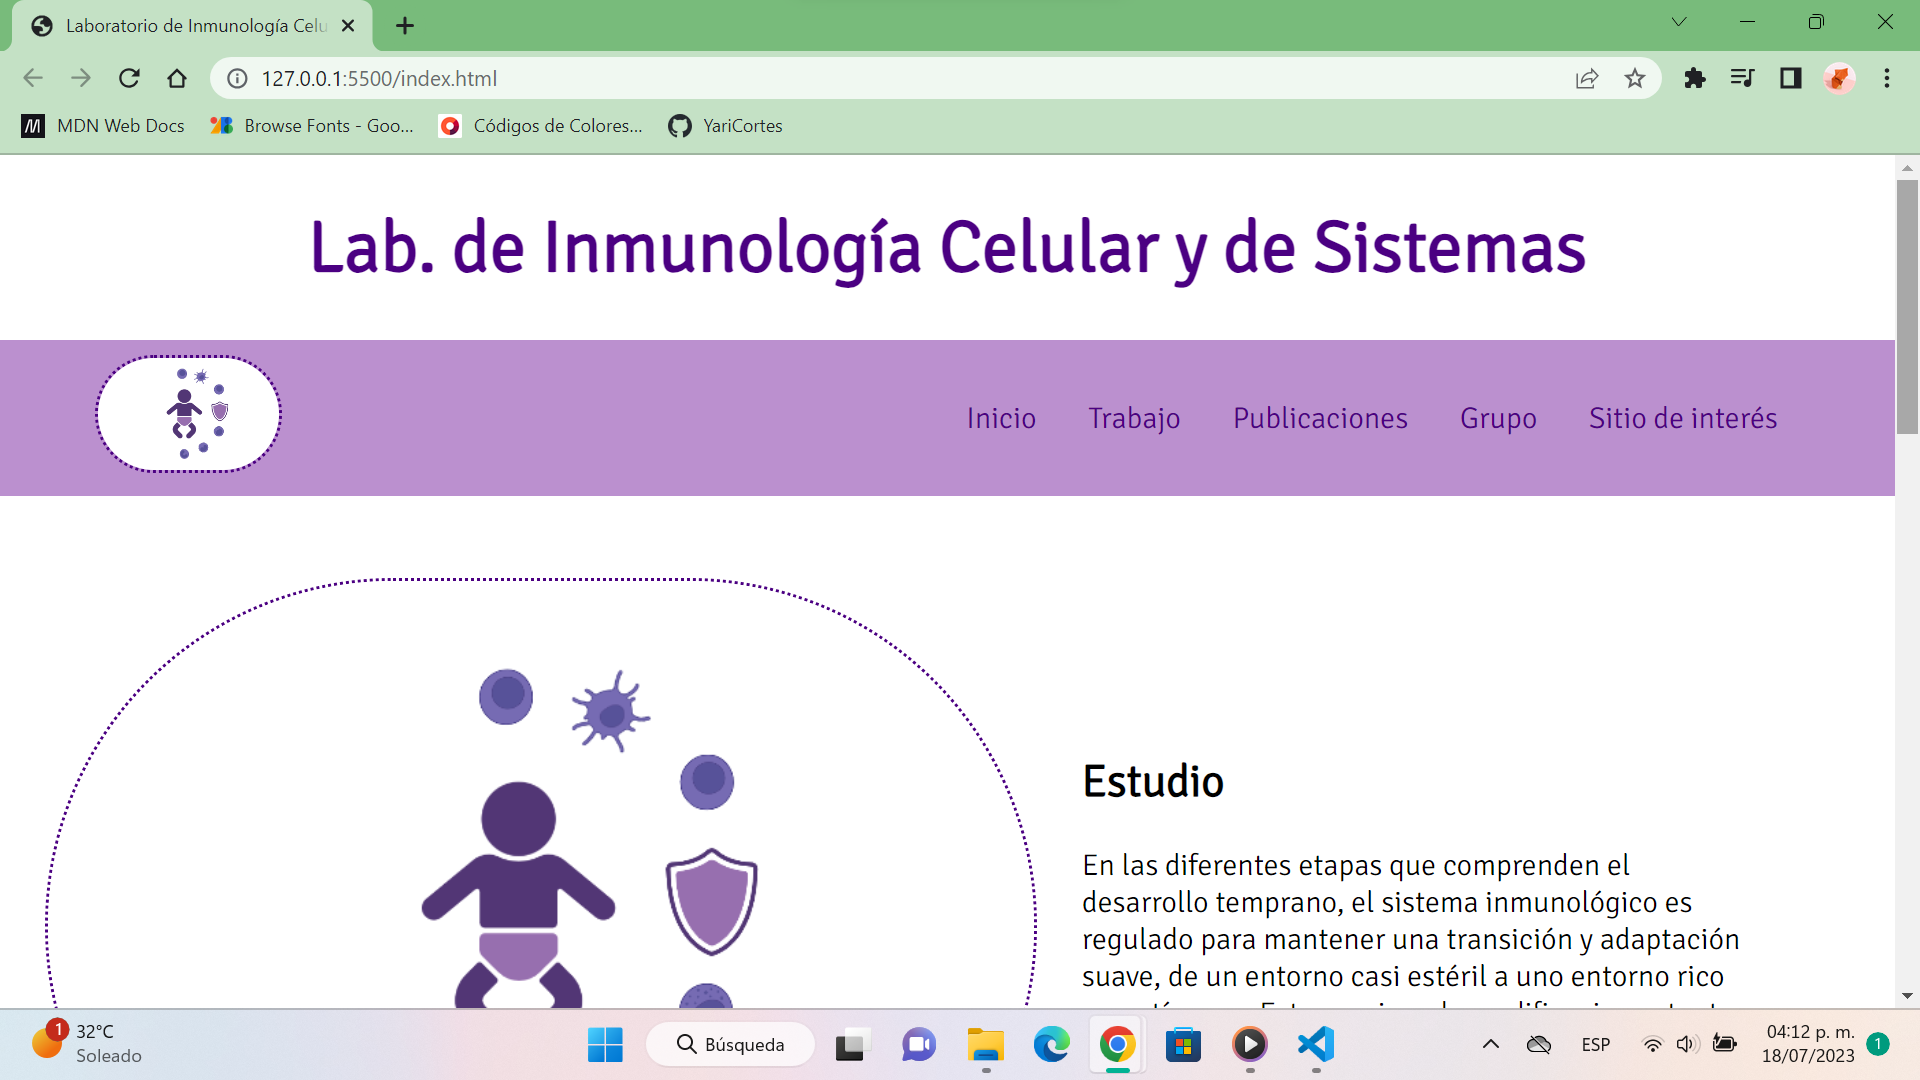 Laboratorio de Inmunología Celu
127.0.0.1:5500/index.html
MDN Web Docs
Browse Fonts - Goo...
Códigos de Colores...
YariCortes
Lab. de Inmunología Celular y de Sistemas
Inicio
Trabajo
Publicaciones
Grupo
Sitio de interés
Estudio
En las diferentes etapas que comprenden el
desarrollo temprano, el sistema inmunológico es
regulado para mantener una transición y adaptación
suave, de un entorno casi estéril a uno entorno rico
1
32°C
Soleado
Búsqueda
ESP
04:12 p. m.
18/07/2023
1